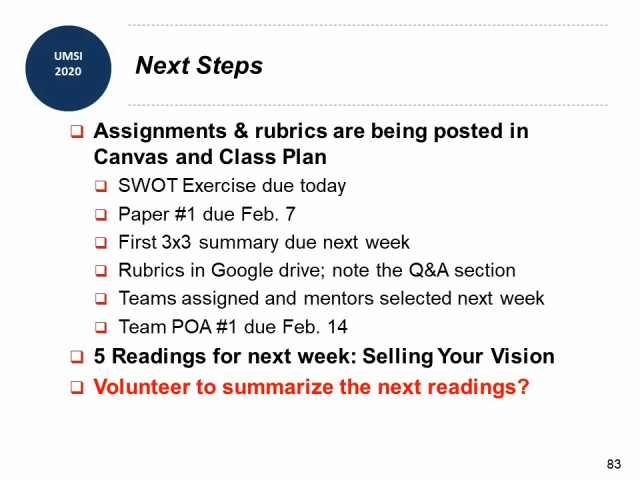 UMSI
2020
Next Steps
Assignments & rubrics are being posted in
Canvas and Class Plan
SWOT Exercise due today
Paper #1 due Feb. 7
First 3x3 summary due next week
Rubrics in Google drive; note the Q&A section
Teams assigned and mentors selected next week
Team POA #1 due Feb. 14
5 Readings for next week: Selling Your Vision
Volunteer to summarize the next readings?
83